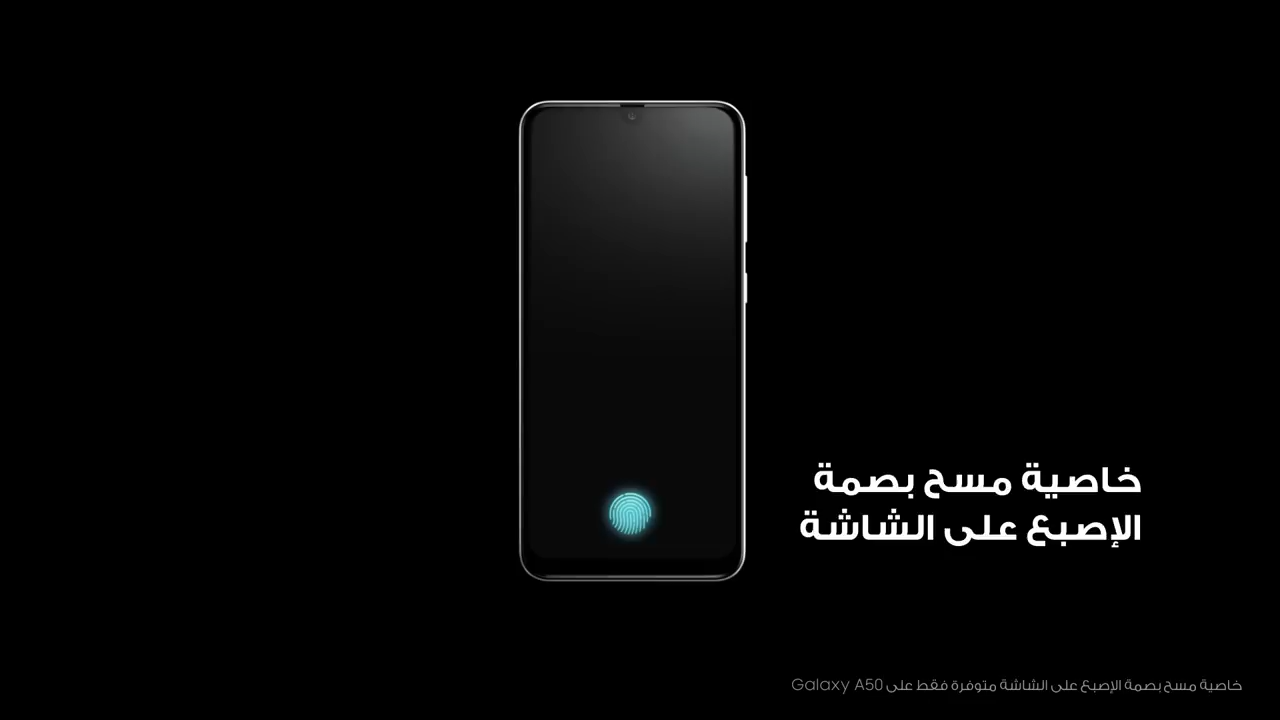 خاصية مسح بصمة
الإصبع على الشاشة
خاصية مسح بصمة الإصبع على الشاشة متوفرة فقط على Galaxy A50